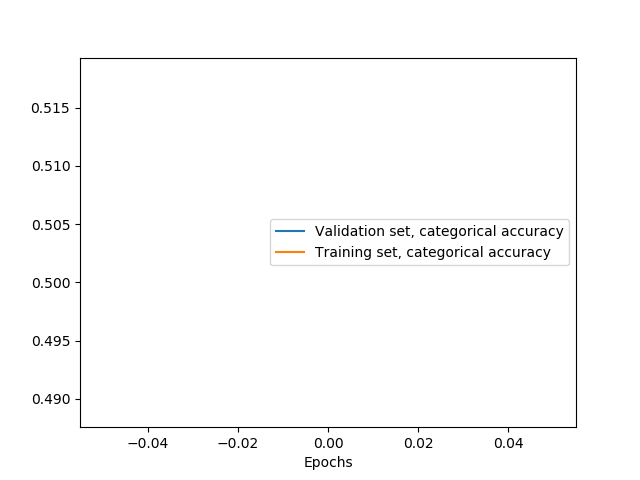 0.515
0.510
0.505
Validation set, categorical accuracy
Training set, categorical accuracy
0.500
0.495
0.490
−0.04 −0.02 0.00 0.02 0.04
Epochs